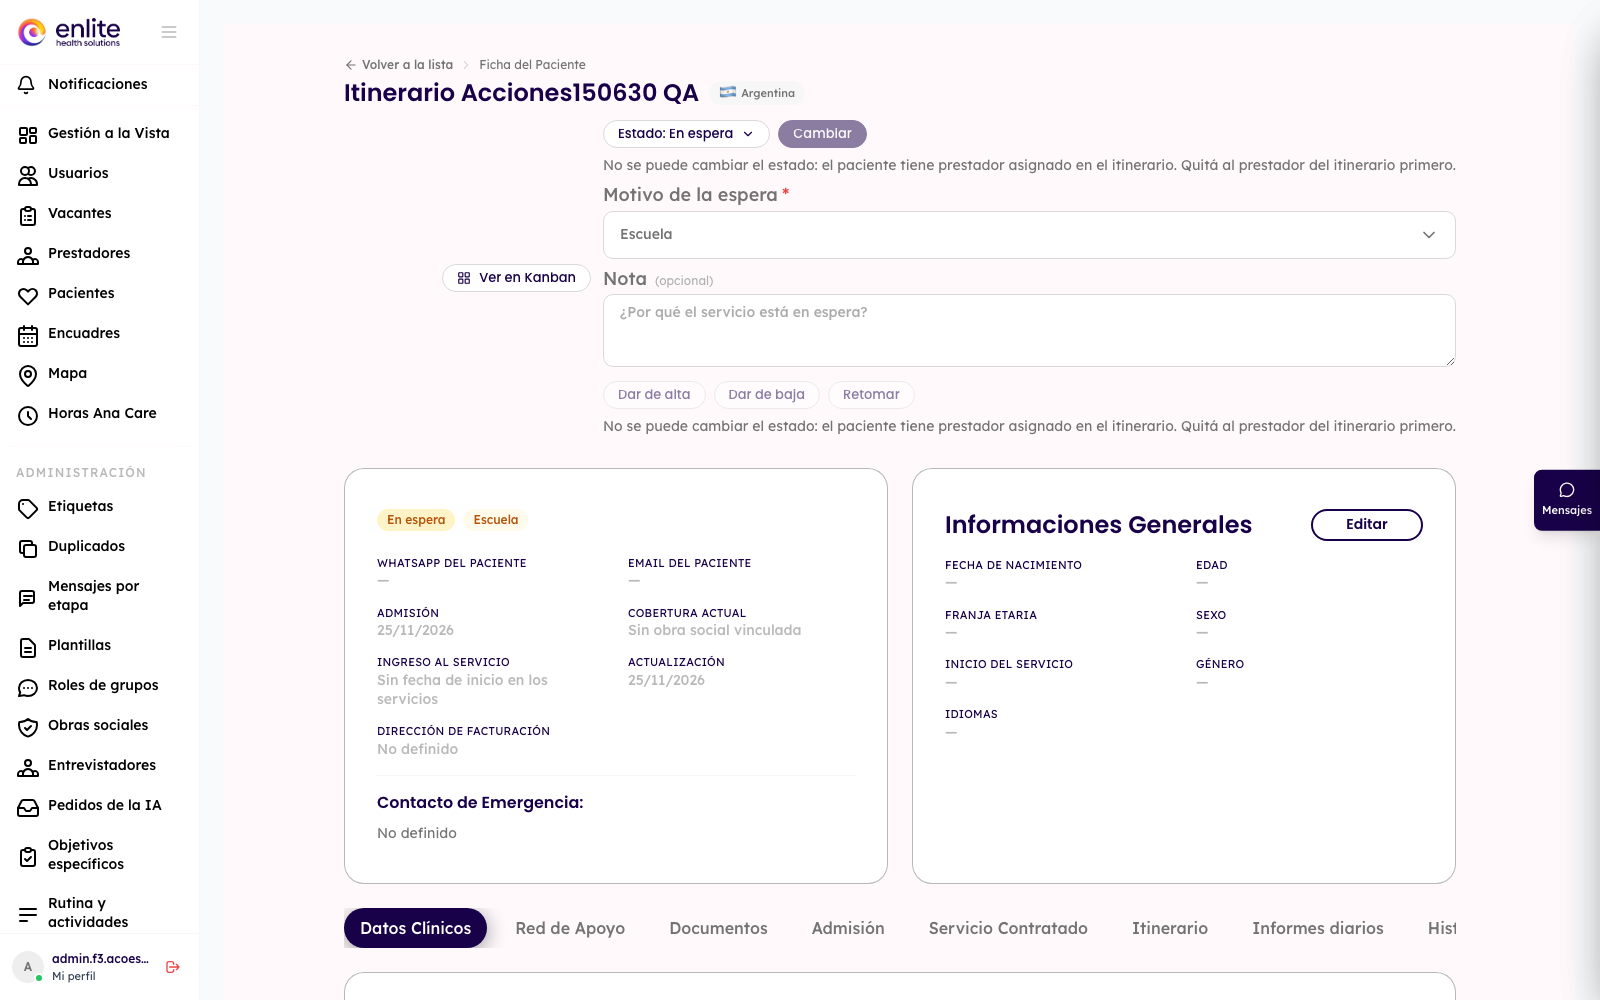 enlite
health solutions
Notificaciones
Gestión a la Vista
Usuarios
Vacantes
Prestadores
Pacientes
Encuadres
Mapa
Horas Ana Care
ADMINISTRACIÓN
Etiquetas
Duplicados
Mensajes por
etapa
Plantillas
Roles de grupos
Obras sociales
Entrevistadores
Pedidos de la IA
Objetivos
específicos
Rutina y
actividades
A
admin.f3.acoes...
Mi perfil
Volver a la lista
Ficha del Paciente
Itinerario Acciones150630 QA
Argentina
Estado: En espera
Cambiar
No se puede cambiar el estado: el paciente tiene prestador asignado en el itinerario. Quitá al prestador del itinerario primero.
Motivo de la espera *
Escuela
Ver en Kanban
Nota (opcional)
¿Por qué el servicio está en espera?
Dar de alta
Dar de baja
Retomar
No se puede cambiar el estado: el paciente tiene prestador asignado en el itinerario. Quitá al prestador del itinerario primero.
En espera
Escuela
WHATSAPP DEL PACIENTE
—
EMAIL DEL PACIENTE
—
ADMISIÓN
25/11/2026
COBERTURA ACTUAL
Sin obra social vinculada
INGRESO AL SERVICIO
Sin fecha de inicio en los
servicios
ACTUALIZACIÓN
25/11/2026
DIRECCIÓN DE FACTURACIÓN
No definido
Contacto de Emergencia:
No definido
Informaciones Generales
Editar
FECHA DE NACIMIENTO
—
EDAD
—
FRANJA ETARIA
—
SEXO
—
INICIO DEL SERVICIO
—
GÉNERO
—
IDIOMAS
—
Mensajes
Datos Clínicos
Red de Apoyo
Documentos
Admisión
Servicio Contratado
Itinerario
Informes diarios
Hist